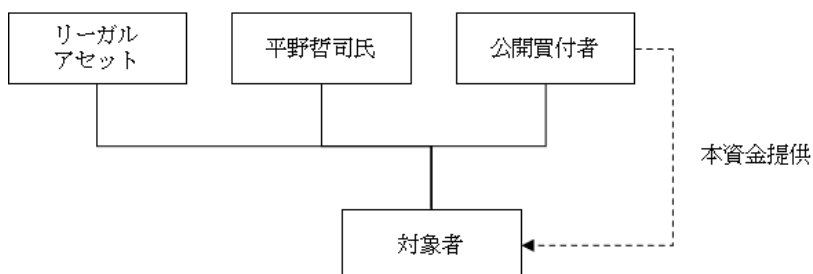 リーガル
アセット
平野哲司氏
公開買付者
本資金提供
対象者